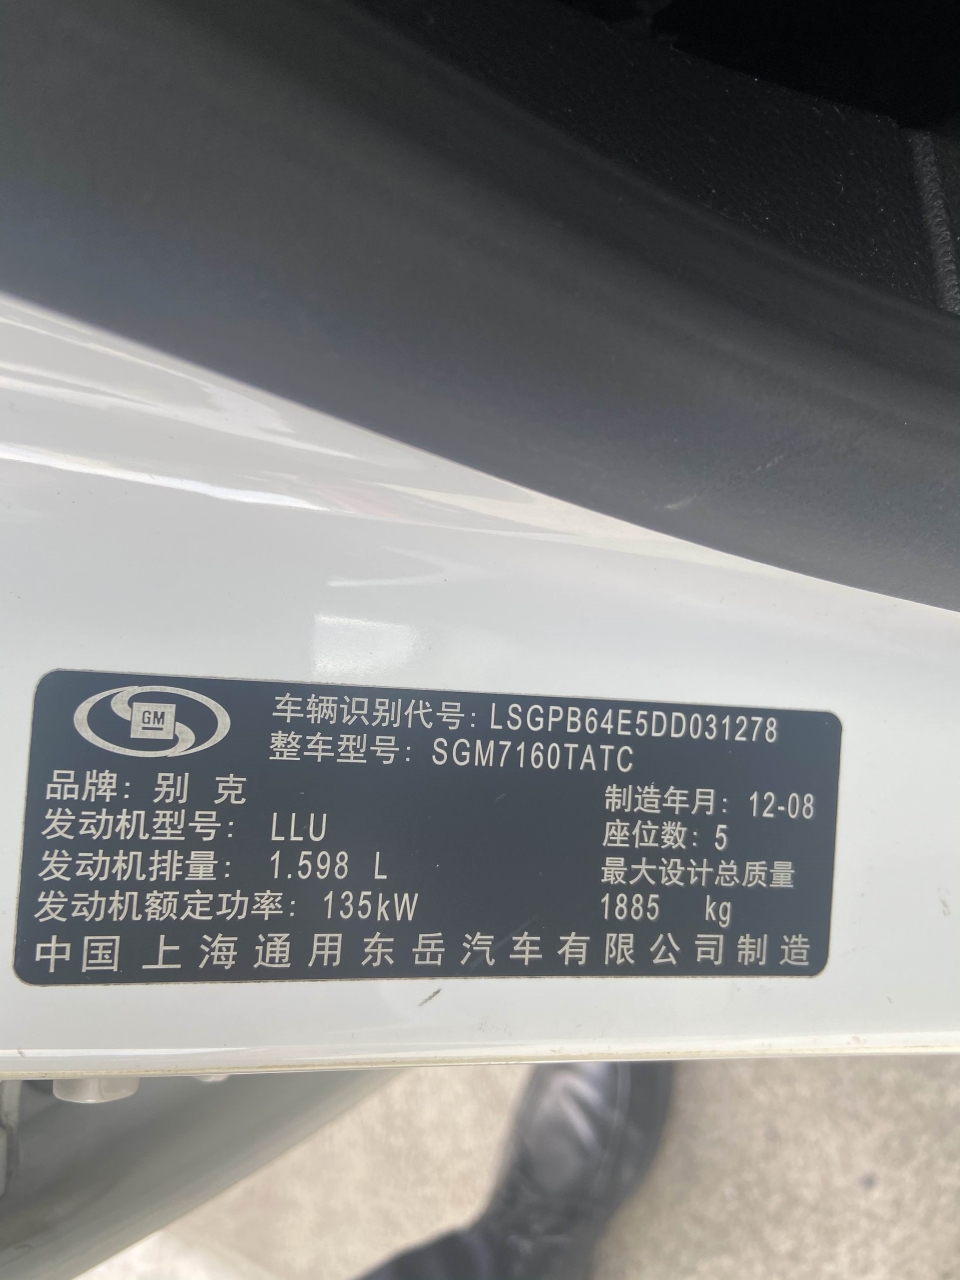 GM
车辆识别代号: LSGPB64E5DD031278
整车型号: SGM7160TATC
品牌: 别 克
制造年月: 12-08
发动机型号: LLU
座位数: 5
发动机排量: 1.598 L
最大设计总质量
发动机额定功率: 135kW
1885 kg
中国上海通用东岳汽车有限公司制造